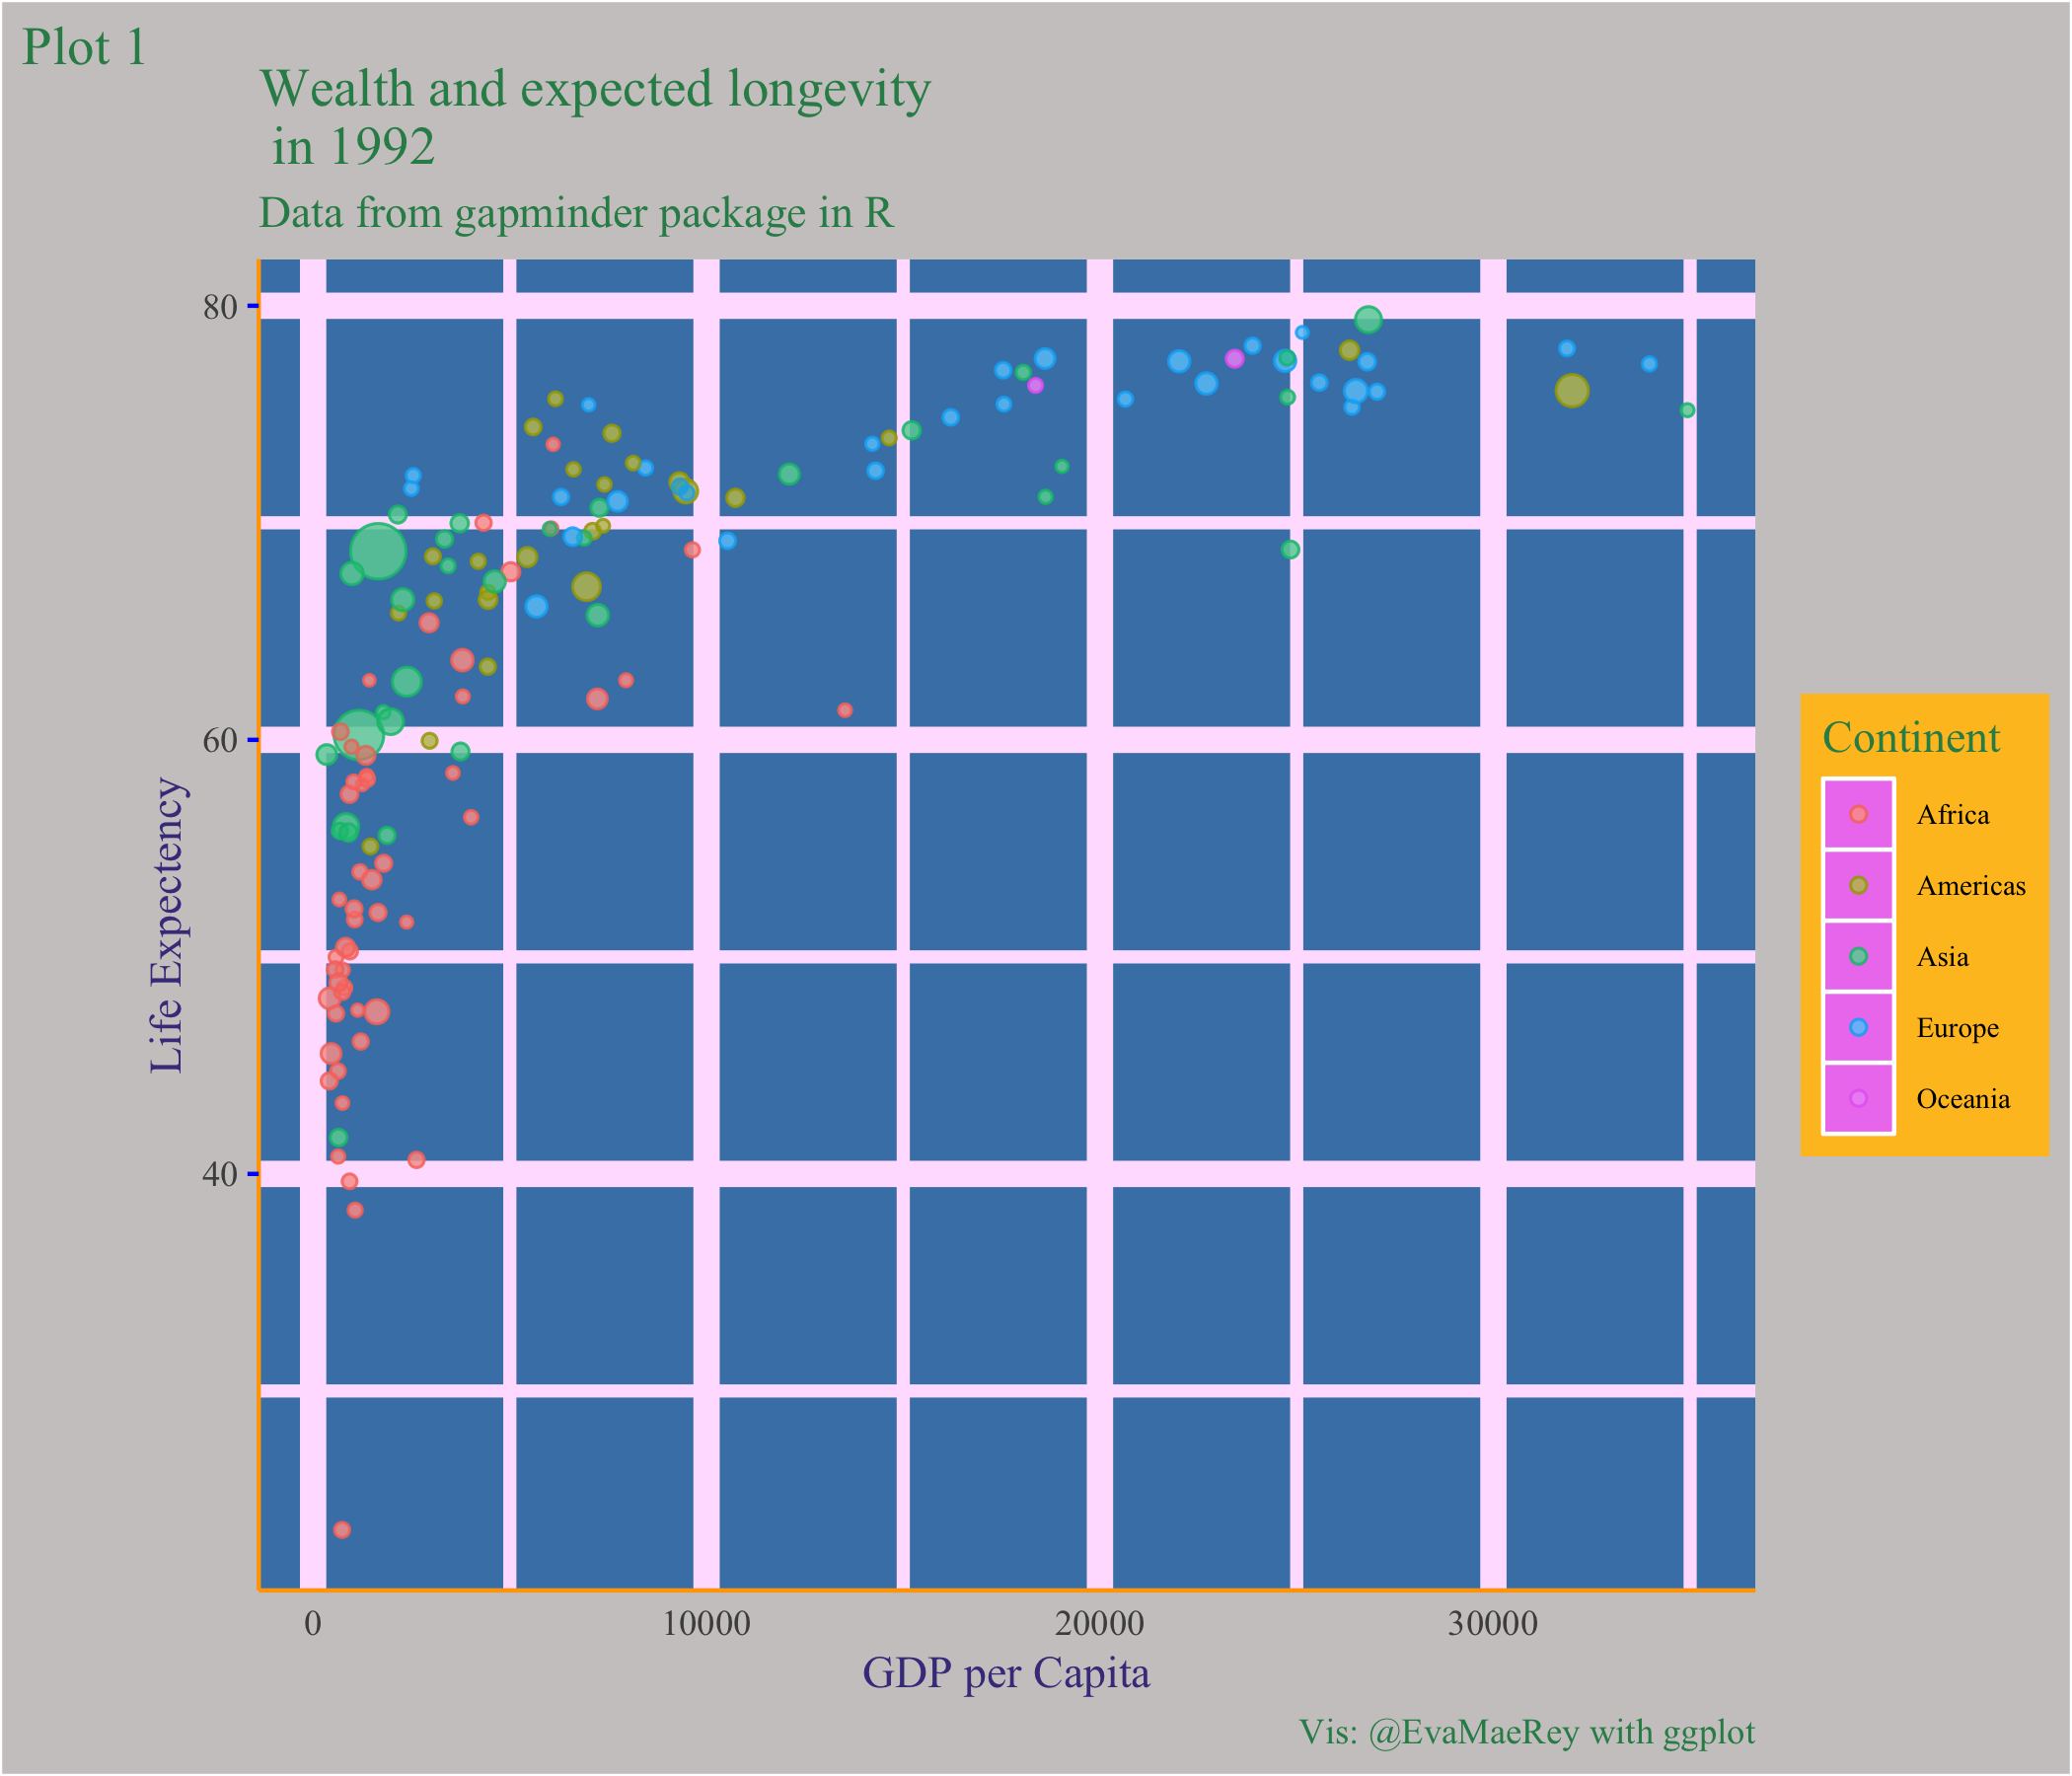 Plot 1
Wealth and expected longevity
in 1992
Data from gapminder package in R
80
60
40
Life Expectency
0
10000
20000
30000
GDP per Capita
Continent
Africa
Americas
Asia
Europe
Oceania
Vis: @EvaMaeRey with ggplot